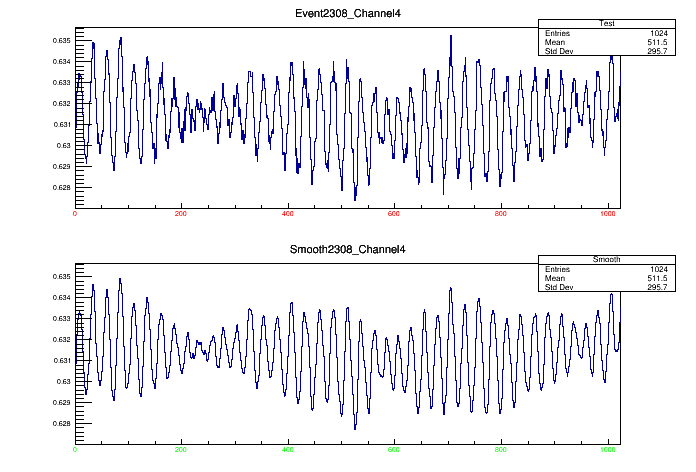 Event2308_Channel4
Test
Entries 1024
Mean 511.5
Std Dev 295.7
0.635
0.634
0.633
0.632
0.631
0.63
0.629
0.628
0 200 400 600 800 1000
Smooth2308_Channel4
Smooth
Entries 1024
Mean 511.5
Std Dev 295.7
0.635
0.634
0.633
0.632
0.631
0.63
0.629
0.628
0 200 400 600 800 1000